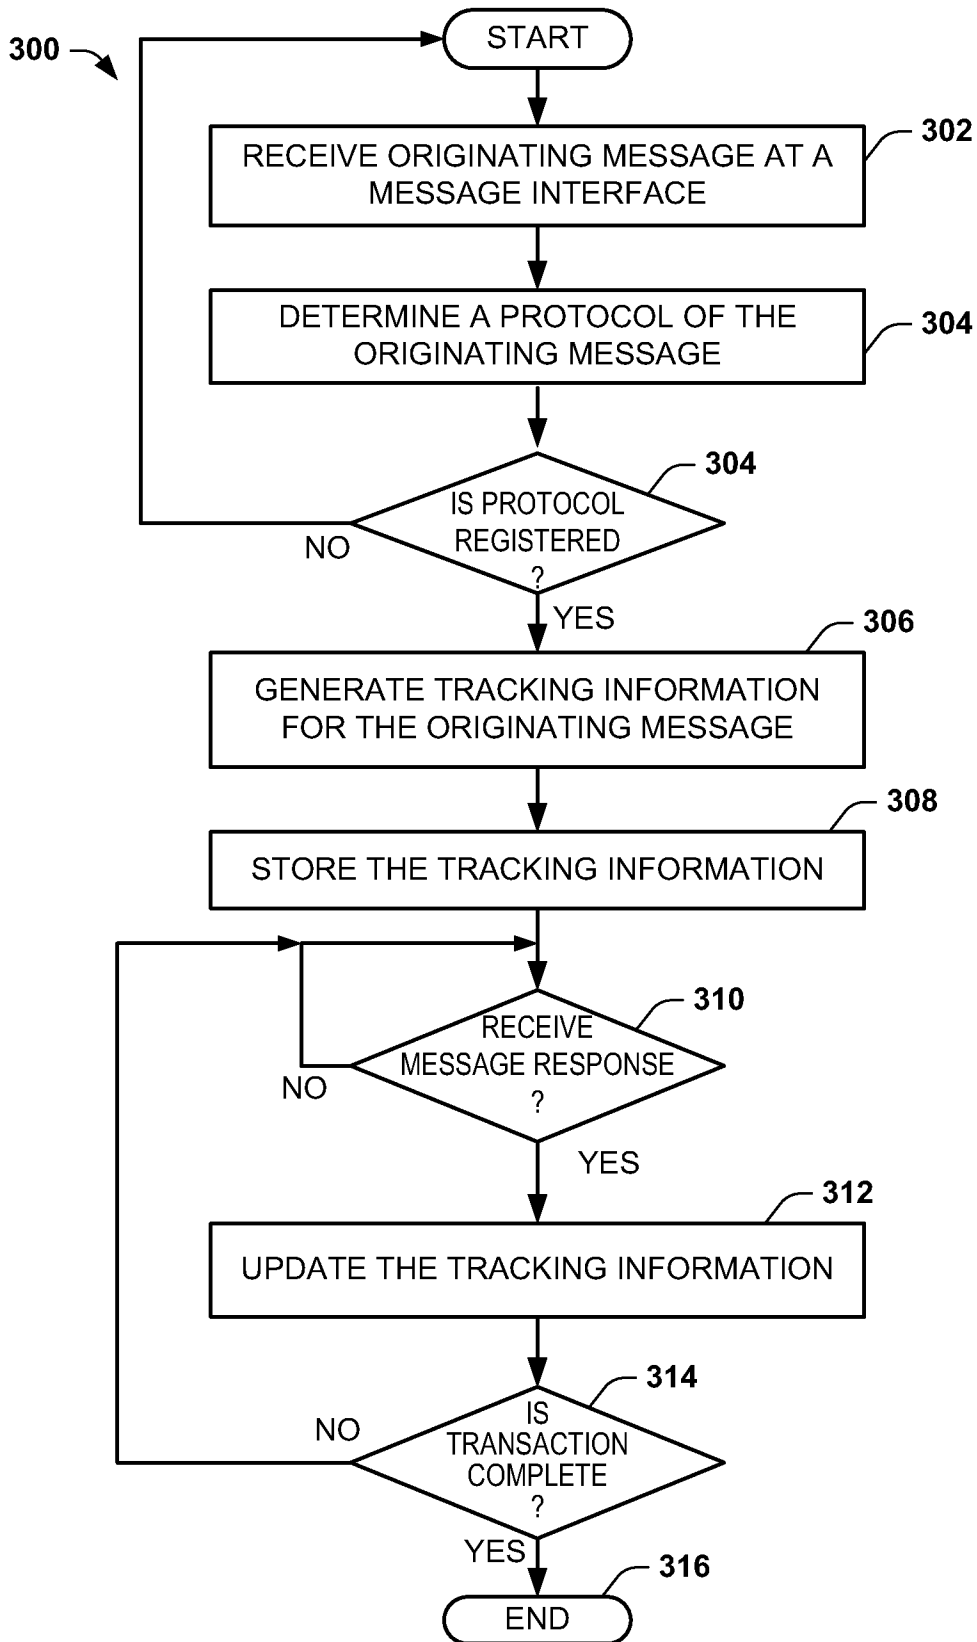 300
START
302
RECEIVE ORIGINATING MESSAGE AT A
MESSAGE INTERFACE
304
DETERMINE A PROTOCOL OF THE
ORIGINATING MESSAGE
304
IS PROTOCOL
REGISTERED
?
NO
YES
306
GENERATE TRACKING INFORMATION
FOR THE ORIGINATING MESSAGE
308
STORE THE TRACKING INFORMATION
310
RECEIVE
MESSAGE RESPONSE
?
NO
YES
312
UPDATE THE TRACKING INFORMATION
314
IS
TRANSACTION
COMPLETE
?
NO
YES
316
END